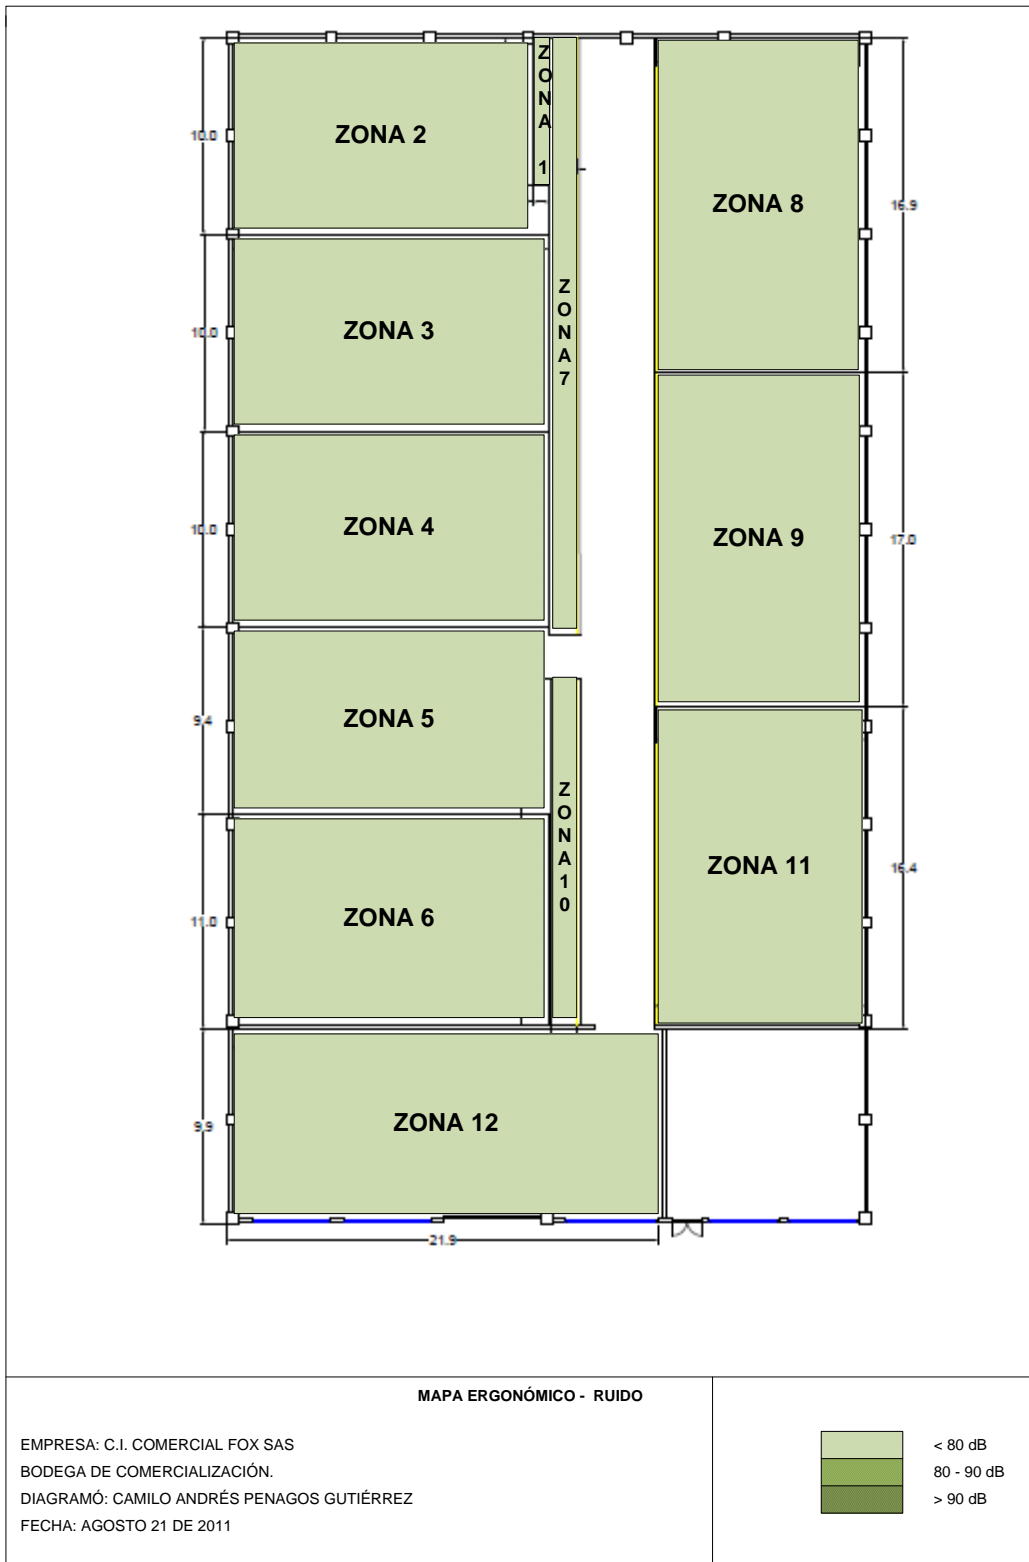 ZONA 2
ZONA 1
10.0
ZONA 8
16.9
ZONA 3
10.0
ZONA 7
ZONA 4
10.0
ZONA 9
17.0
ZONA 5
9.4
ZONA 10
ZONA 11
16.4
ZONA 6
11.0
ZONA 12
9.9
21.9
MAPA ERGONÓMICO - RUIDO
EMPRESA: C.I. COMERCIAL FOX SAS
BODEGA DE COMERCIALIZACIÓN.
DIAGRAMÓ: CAMILO ANDRÉS PENAGOS GUTIÉRREZ
FECHA: AGOSTO 21 DE 2011
< 80 dB
80 - 90 dB
> 90 dB